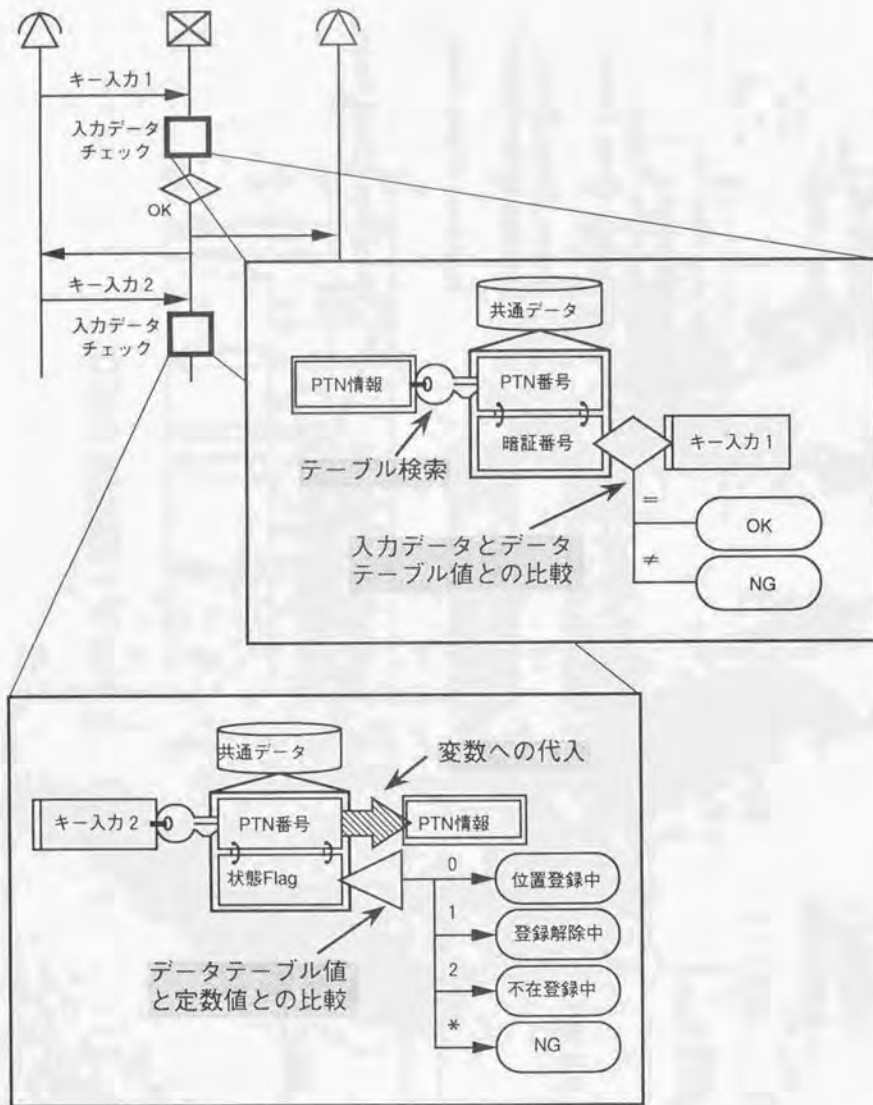 キー入力1
入力データ
チェック
OK
キー入力2
入力データ
チェック
共通データ
PTN情報
PTN番号
暗証番号
キー入力1
テーブル検索
=
OK
入力データとデータ
テーブル値との比較
≠
NG
共通データ
変数への代入
キー入力2
PTN番号
PTN情報
状態Flag
0
位置登録中
1
登録解除中
データテーブル値
と定数値との比較
2
不在登録中
*
NG